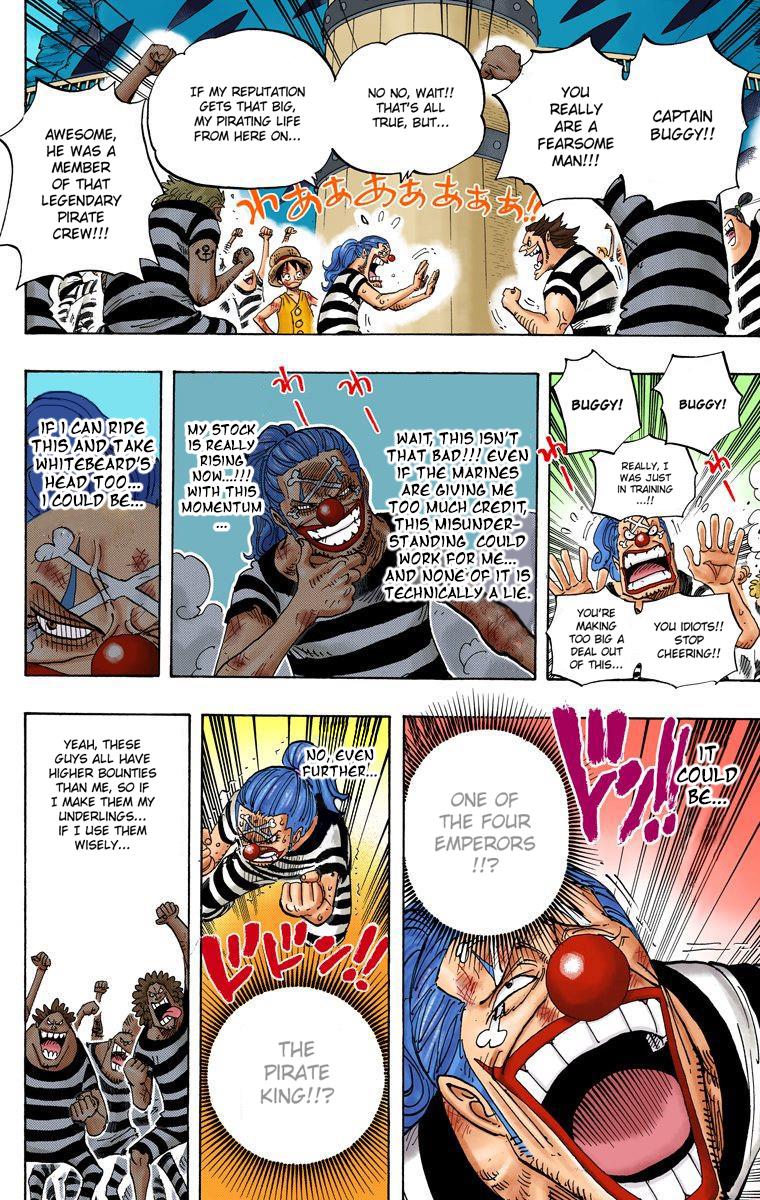 CAPTAIN
BUGGY!!
YOU
REALLY
ARE A
FEARSOME
MAN!!!
NO NO, WAIT!!
THAT'S ALL
TRUE, BUT...
IF MY REPUTATION
GETS THAT BIG,
MY PIRATING LIFE
FROM HERE ON...
AWESOME,
HE WAS A
MEMBER
OF THAT
LEGENDARY
PIRATE
CREW!!!
わああああああぁ!!
BUGGY!
BUGGY!
わー
わー
REALLY, I
WAS JUST
IN TRAINING
...!!
YOU IDIOTS!!
STOP
CHEERING!!
YOU'RE
MAKING
TOO BIG A
DEAL OUT
OF THIS...
わー
わー
WAIT, THIS ISN'T
THAT BAD!!! EVEN
IF THE MARINES
ARE GIVING ME
TOO MUCH CREDIT,
THIS MISUNDER-
STANDING COULD
WORK FOR ME...
AND NONE OF IT IS
TECHNICALLY A LIE.
MY STOCK
IS REALLY
RISING
NOW...!!!
WITH THIS
MOMENTUM
...
IF I CAN RIDE
THIS AND TAKE
WHITEBEARD'S
HEAD TOO...
I COULD BE...
IT
COULD
BE...
ドン!!
ONE OF
THE FOUR
EMPERORS
!!?
NO, EVEN
FURTHER...
ドドン!!
THE
PIRATE
KING!!?
YEAH, THESE
GUYS ALL HAVE
HIGHER BOUNTIES
THAN ME, SO IF
I MAKE THEM MY
UNDERLINGS...
IF I USE THEM
WISELY...